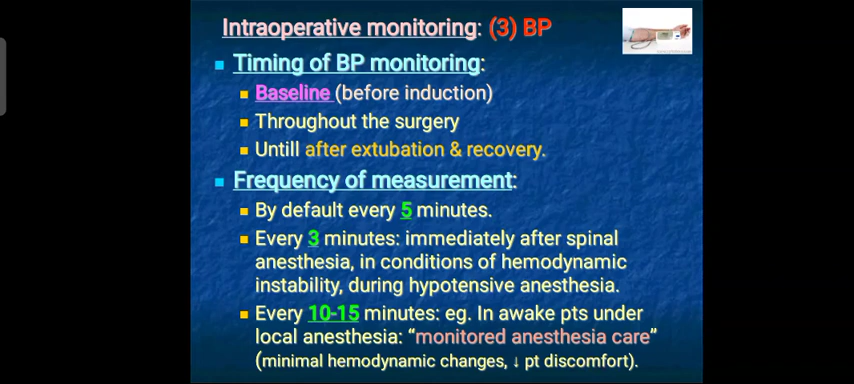 Intraoperative monitoring: (3) BP
Timing of BP monitoring:
Baseline (before induction)
Throughout the surgery
Untill after extubation & recovery.
Frequency of measurement:
By default every 5 minutes.
Every 3 minutes: immediately after spinal
anesthesia, in conditions of hemodynamic
instability, during hypotensive anesthesia.
Every 10-15 minutes: eg. In awake pts under
local anesthesia: “monitored anesthesia care”
(minimal hemodynamic changes, ↓ pt discomfort).